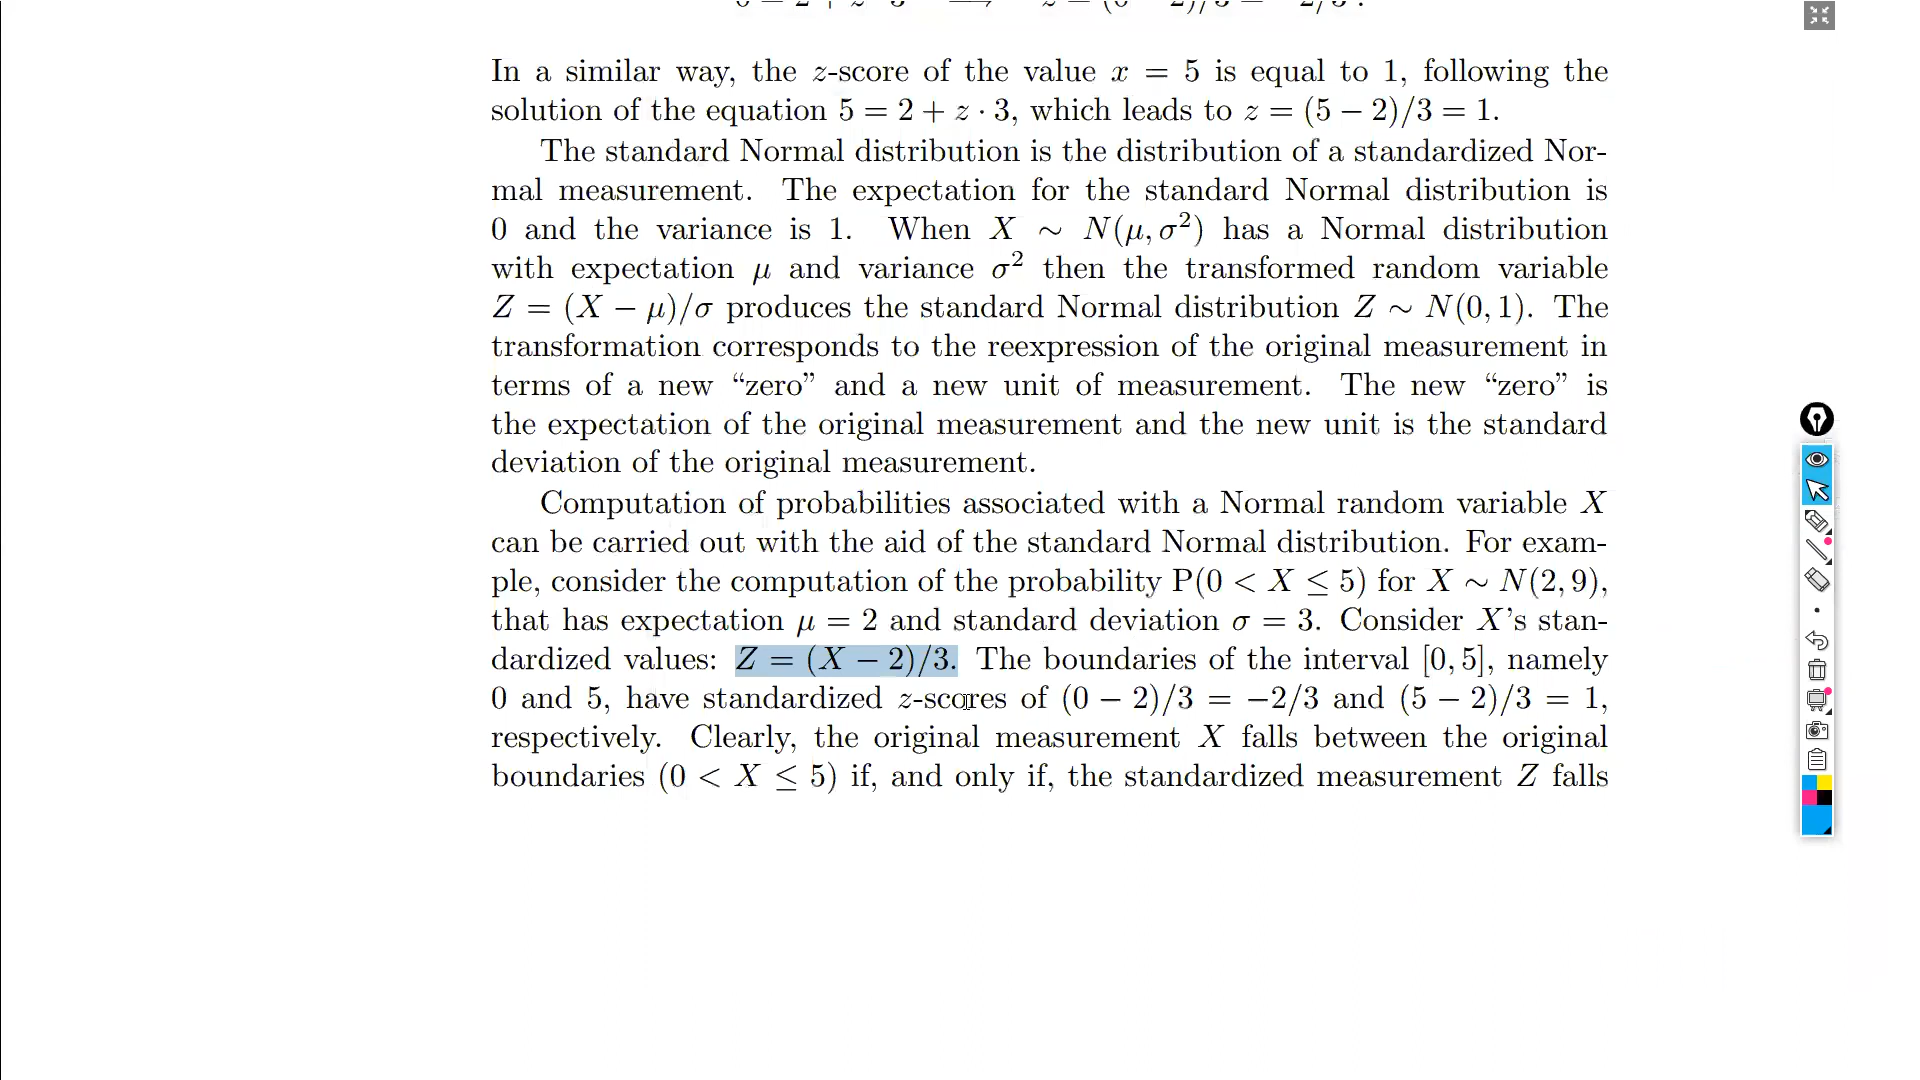 In a similar way, the z-score of the value x = 5 is equal to 1, following the
solution of the equation 5 = 2 + z · 3, which leads to z = (5 − 2)/3 = 1.
The standard Normal distribution is the distribution of a standardized Nor-
mal measurement. The expectation for the standard Normal distribution is
0 and the variance is 1. When X ∼ N(μ, σ²) has a Normal distribution
with expectation μ and variance σ² then the transformed random variable
Z = (X − μ)/σ produces the standard Normal distribution Z ∼ N(0, 1). The
transformation corresponds to the reexpression of the original measurement in
terms of a new “zero” and a new unit of measurement. The new “zero” is
the expectation of the original measurement and the new unit is the standard
deviation of the original measurement.
Computation of probabilities associated with a Normal random variable X
can be carried out with the aid of the standard Normal distribution. For exam-
ple, consider the computation of the probability P(0 < X ≤ 5) for X ∼ N(2, 9),
that has expectation μ = 2 and standard deviation σ = 3. Consider X’s stan-
dardized values: Z = (X − 2)/3. The boundaries of the interval [0, 5], namely
0 and 5, have standardized z-scores of (0 − 2)/3 = −2/3 and (5 − 2)/3 = 1,
respectively. Clearly, the original measurement X falls between the original
boundaries (0 < X ≤ 5) if, and only if, the standardized measurement Z falls